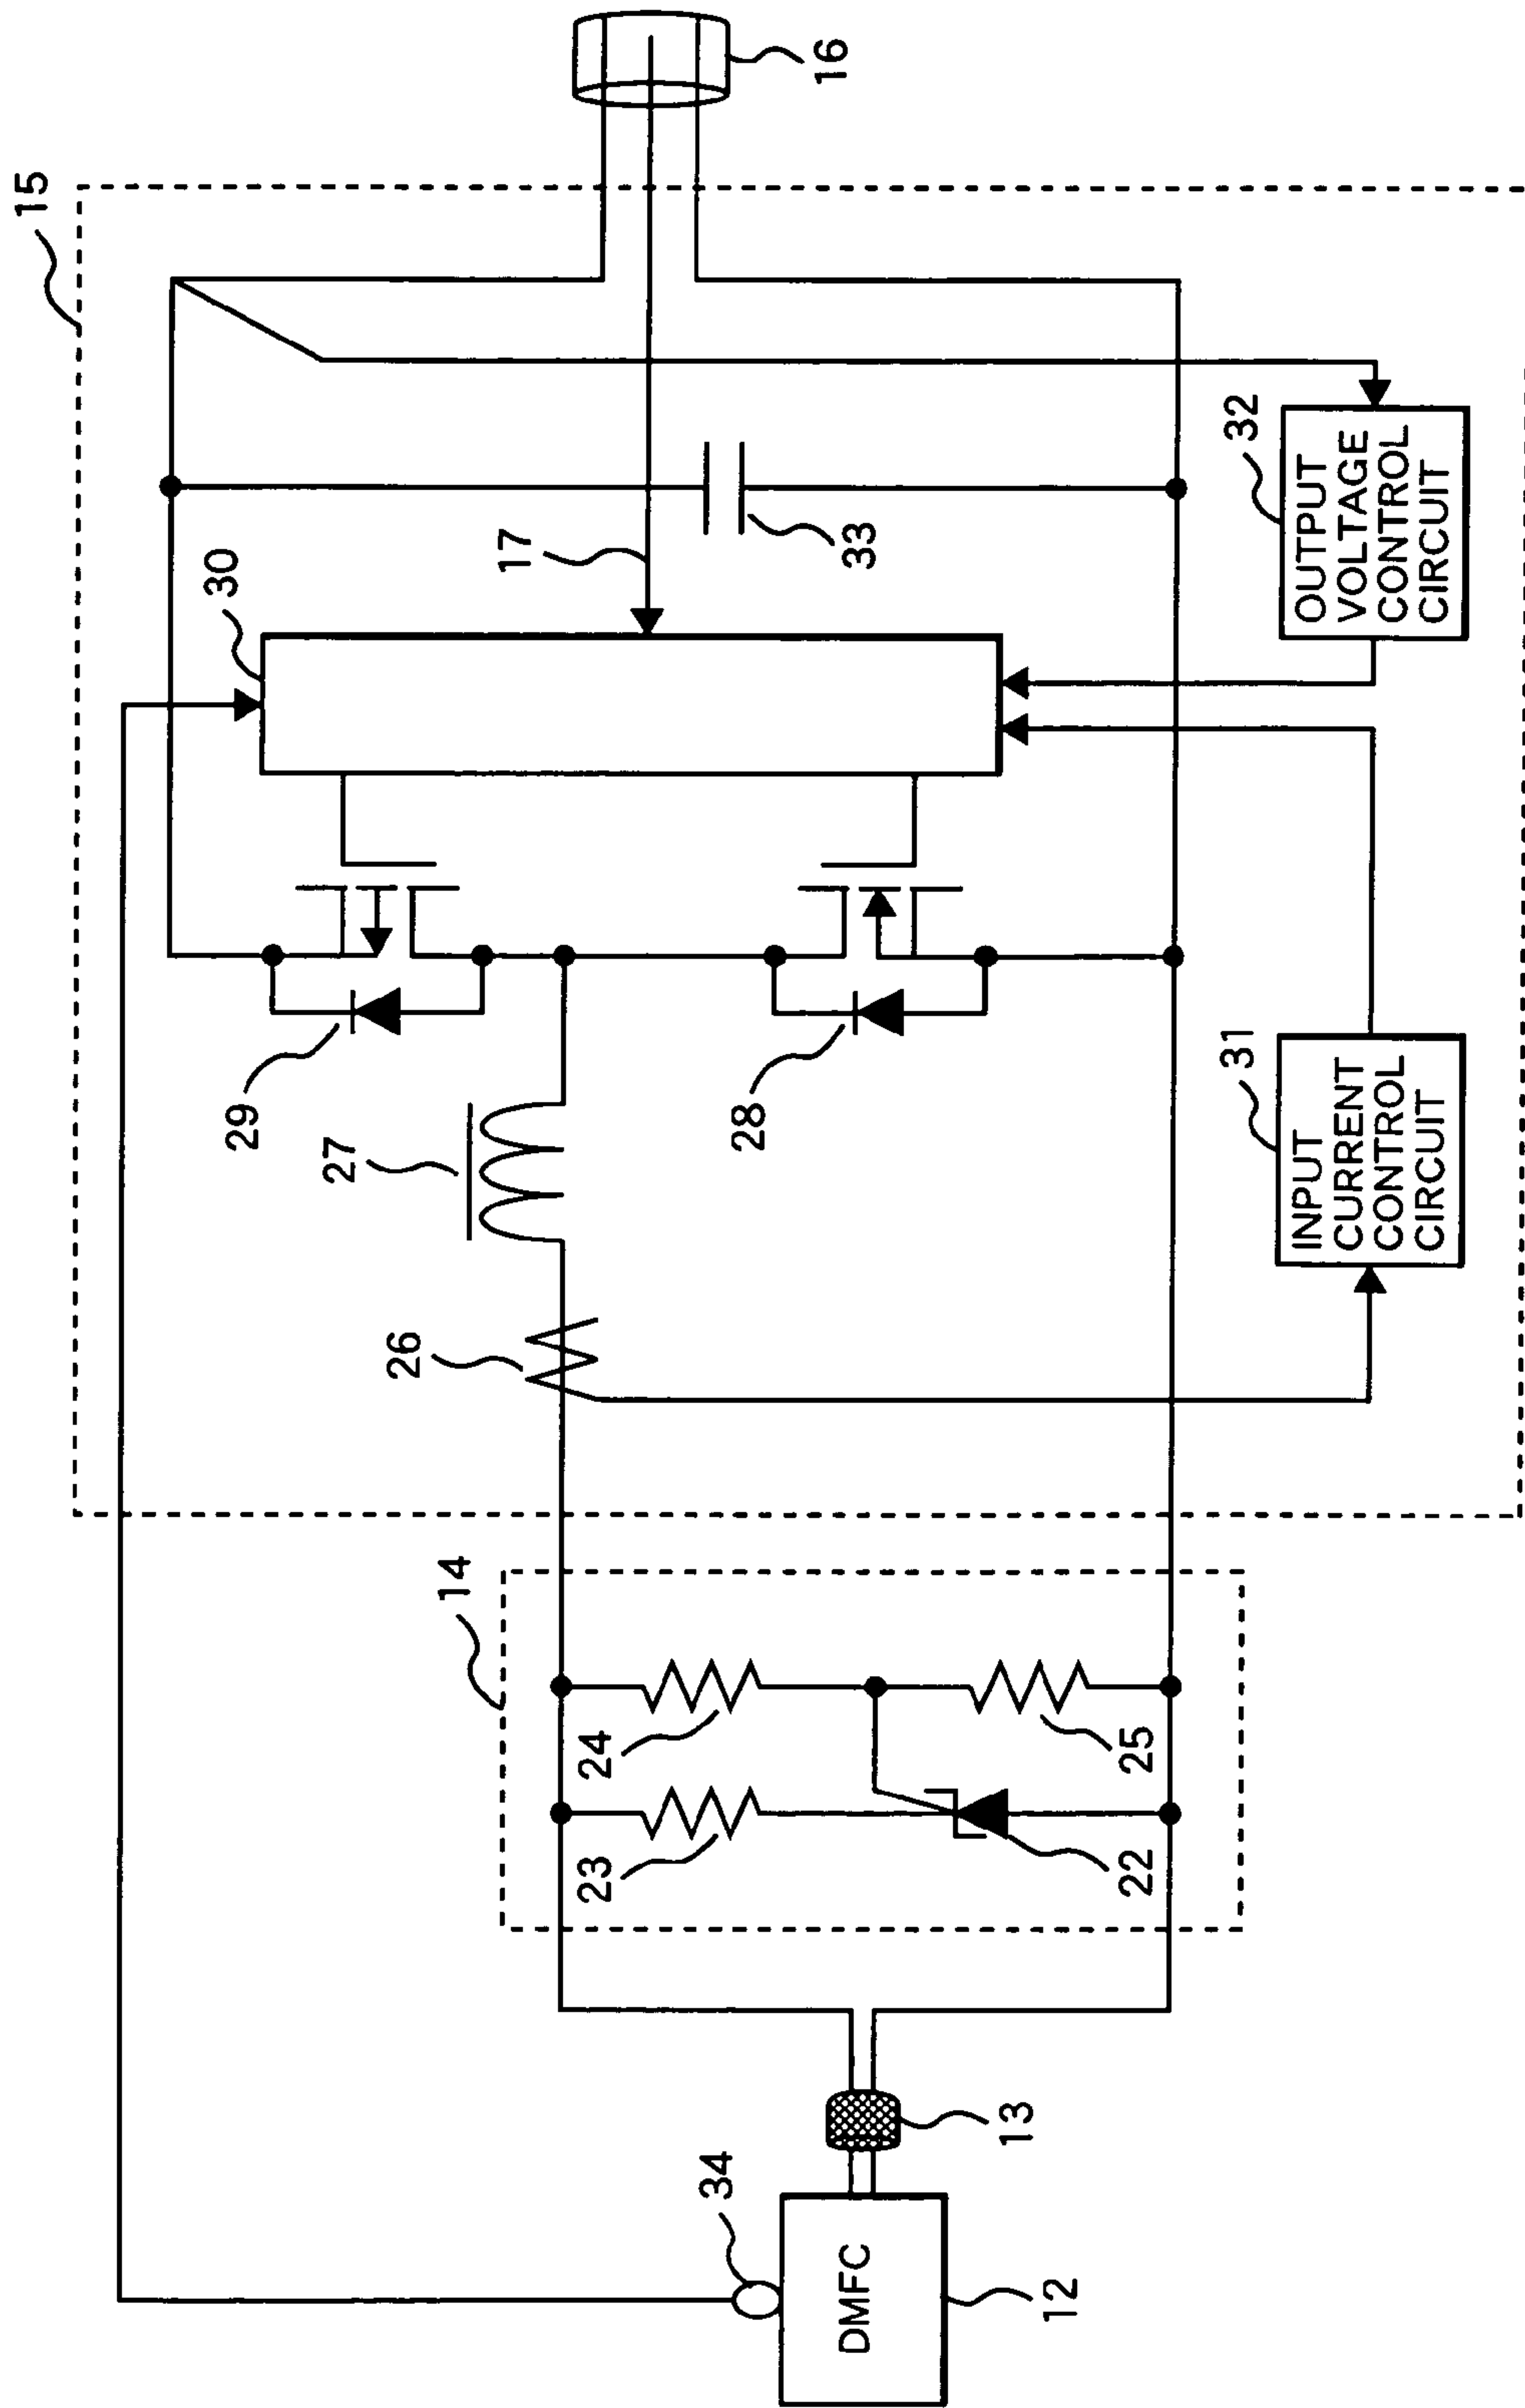 15
16
30
17
33
32
OUTPUT
VOLTAGE
CONTROL
CIRCUIT
29
27
28
31
INPUT
CURRENT
CONTROL
CIRCUIT
26
14
24
25
23
22
13
34
DMFC
12